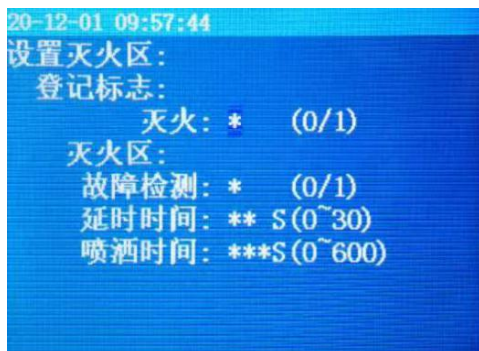 20-12-01 09:57:44
设置灭火区:
登记标志:
灭火: * (0/1)
灭火区:
故障检测: * (0/1)
延时时间: ** S(0~30)
喷洒时间: ***S(0~600)